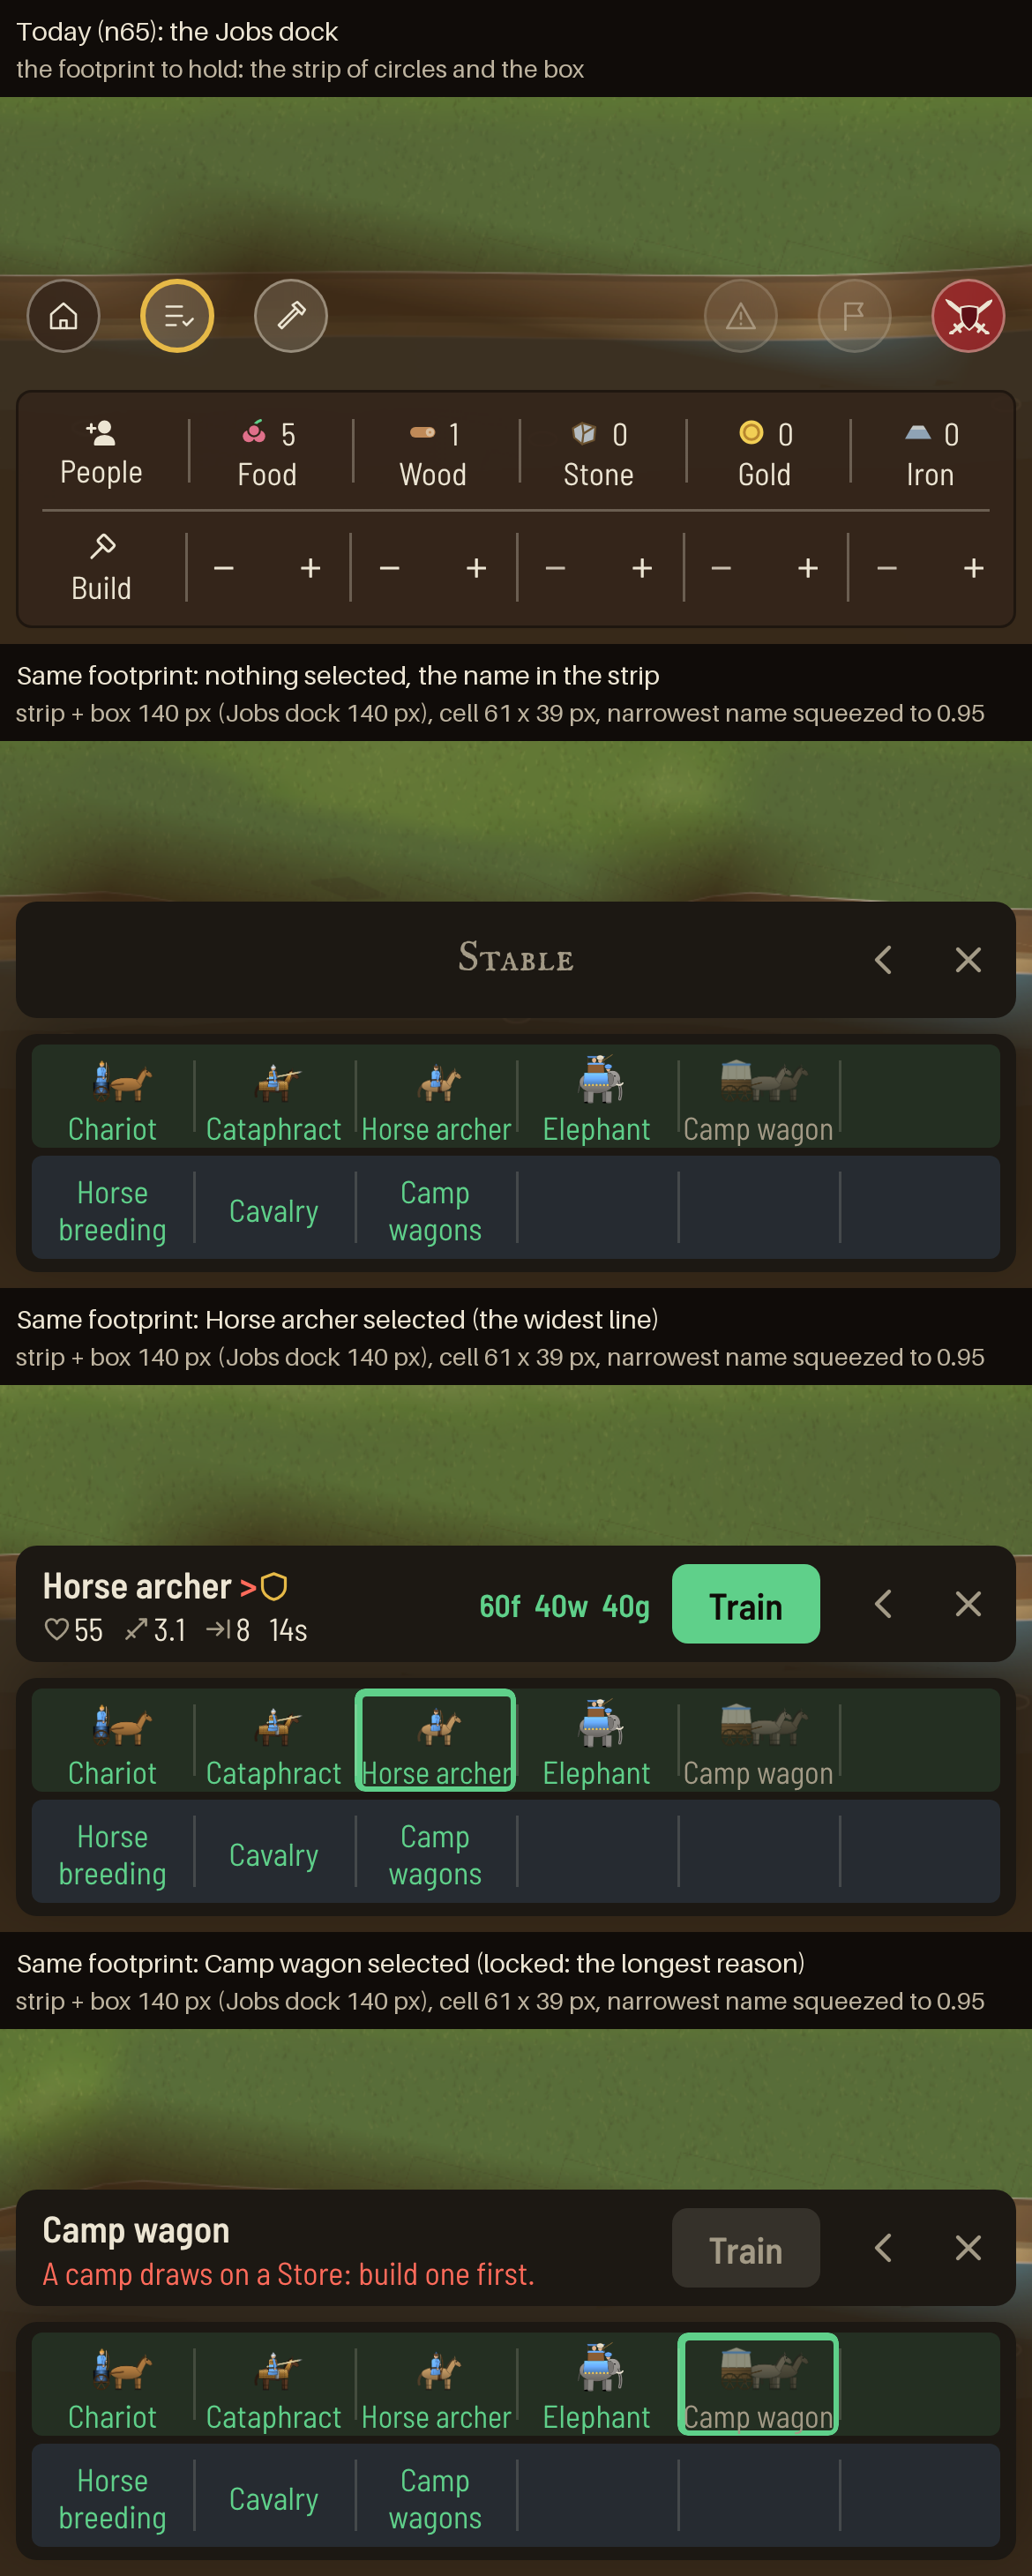 Today (n65): the Jobs dock
the footprint to hold: the strip of circles and the box
5 1 0 0 0
People Food Wood Stone Gold Iron
Build − + − + − + − + − +
Same footprint: nothing selected, the name in the strip
strip + box 140 px (Jobs dock 140 px), cell 61 x 39 px, narrowest name squeezed to 0.95
Stable
Chariot Cataphract Horse archer Elephant Camp wagon
Horse breeding Cavalry Camp wagons
Same footprint: Horse archer selected (the widest line)
strip + box 140 px (Jobs dock 140 px), cell 61 x 39 px, narrowest name squeezed to 0.95
Horse archer >
60f 40w 40g Train
55 3.1 8 14s
Chariot Cataphract Horse archer Elephant Camp wagon
Horse breeding Cavalry Camp wagons
Same footprint: Camp wagon selected (locked: the longest reason)
strip + box 140 px (Jobs dock 140 px), cell 61 x 39 px, narrowest name squeezed to 0.95
Camp wagon
Train
A camp draws on a Store: build one first.
Chariot Cataphract Horse archer Elephant Camp wagon
Horse breeding Cavalry Camp wagons